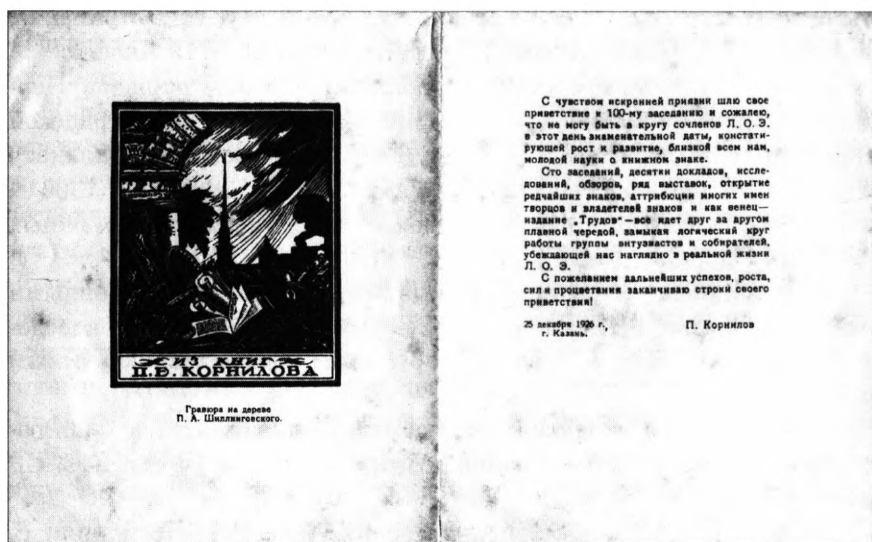 ИЗ КНИГ
П.Е. КОРНИЛОВА
Гравюра на дереве
П. А. Шиллинговского.
С чувством искренней приязни шлю свое
приветствие к 100-му заседанию и сожалею,
что не могу быть в кругу сочленов Л. О. Э.
в этот день знаменательной даты, констати-
рующей рост и развитие, близкой всем нам,
молодой науки о книжном знаке.
Сто заседаний, десятки докладов, иссле-
дований, обзоров, ряд выставок, открытие
редчайших знаков, аттрибуции многих имен
творцов и владетелей знаков и как венец—
издание „Трудов"—все идет друг за другом
плавной чередой, замыкая логический круг
работы группы энтузиастов и собирателей,
убеждающей нас наглядно в реальной жизни
Л. О. Э.
С пожеланием дальнейших успехов, роста,
сил и процветания заканчиваю строки своего
приветствия!
25 декабря 1926 г., П. Корнилов
г. Казань.